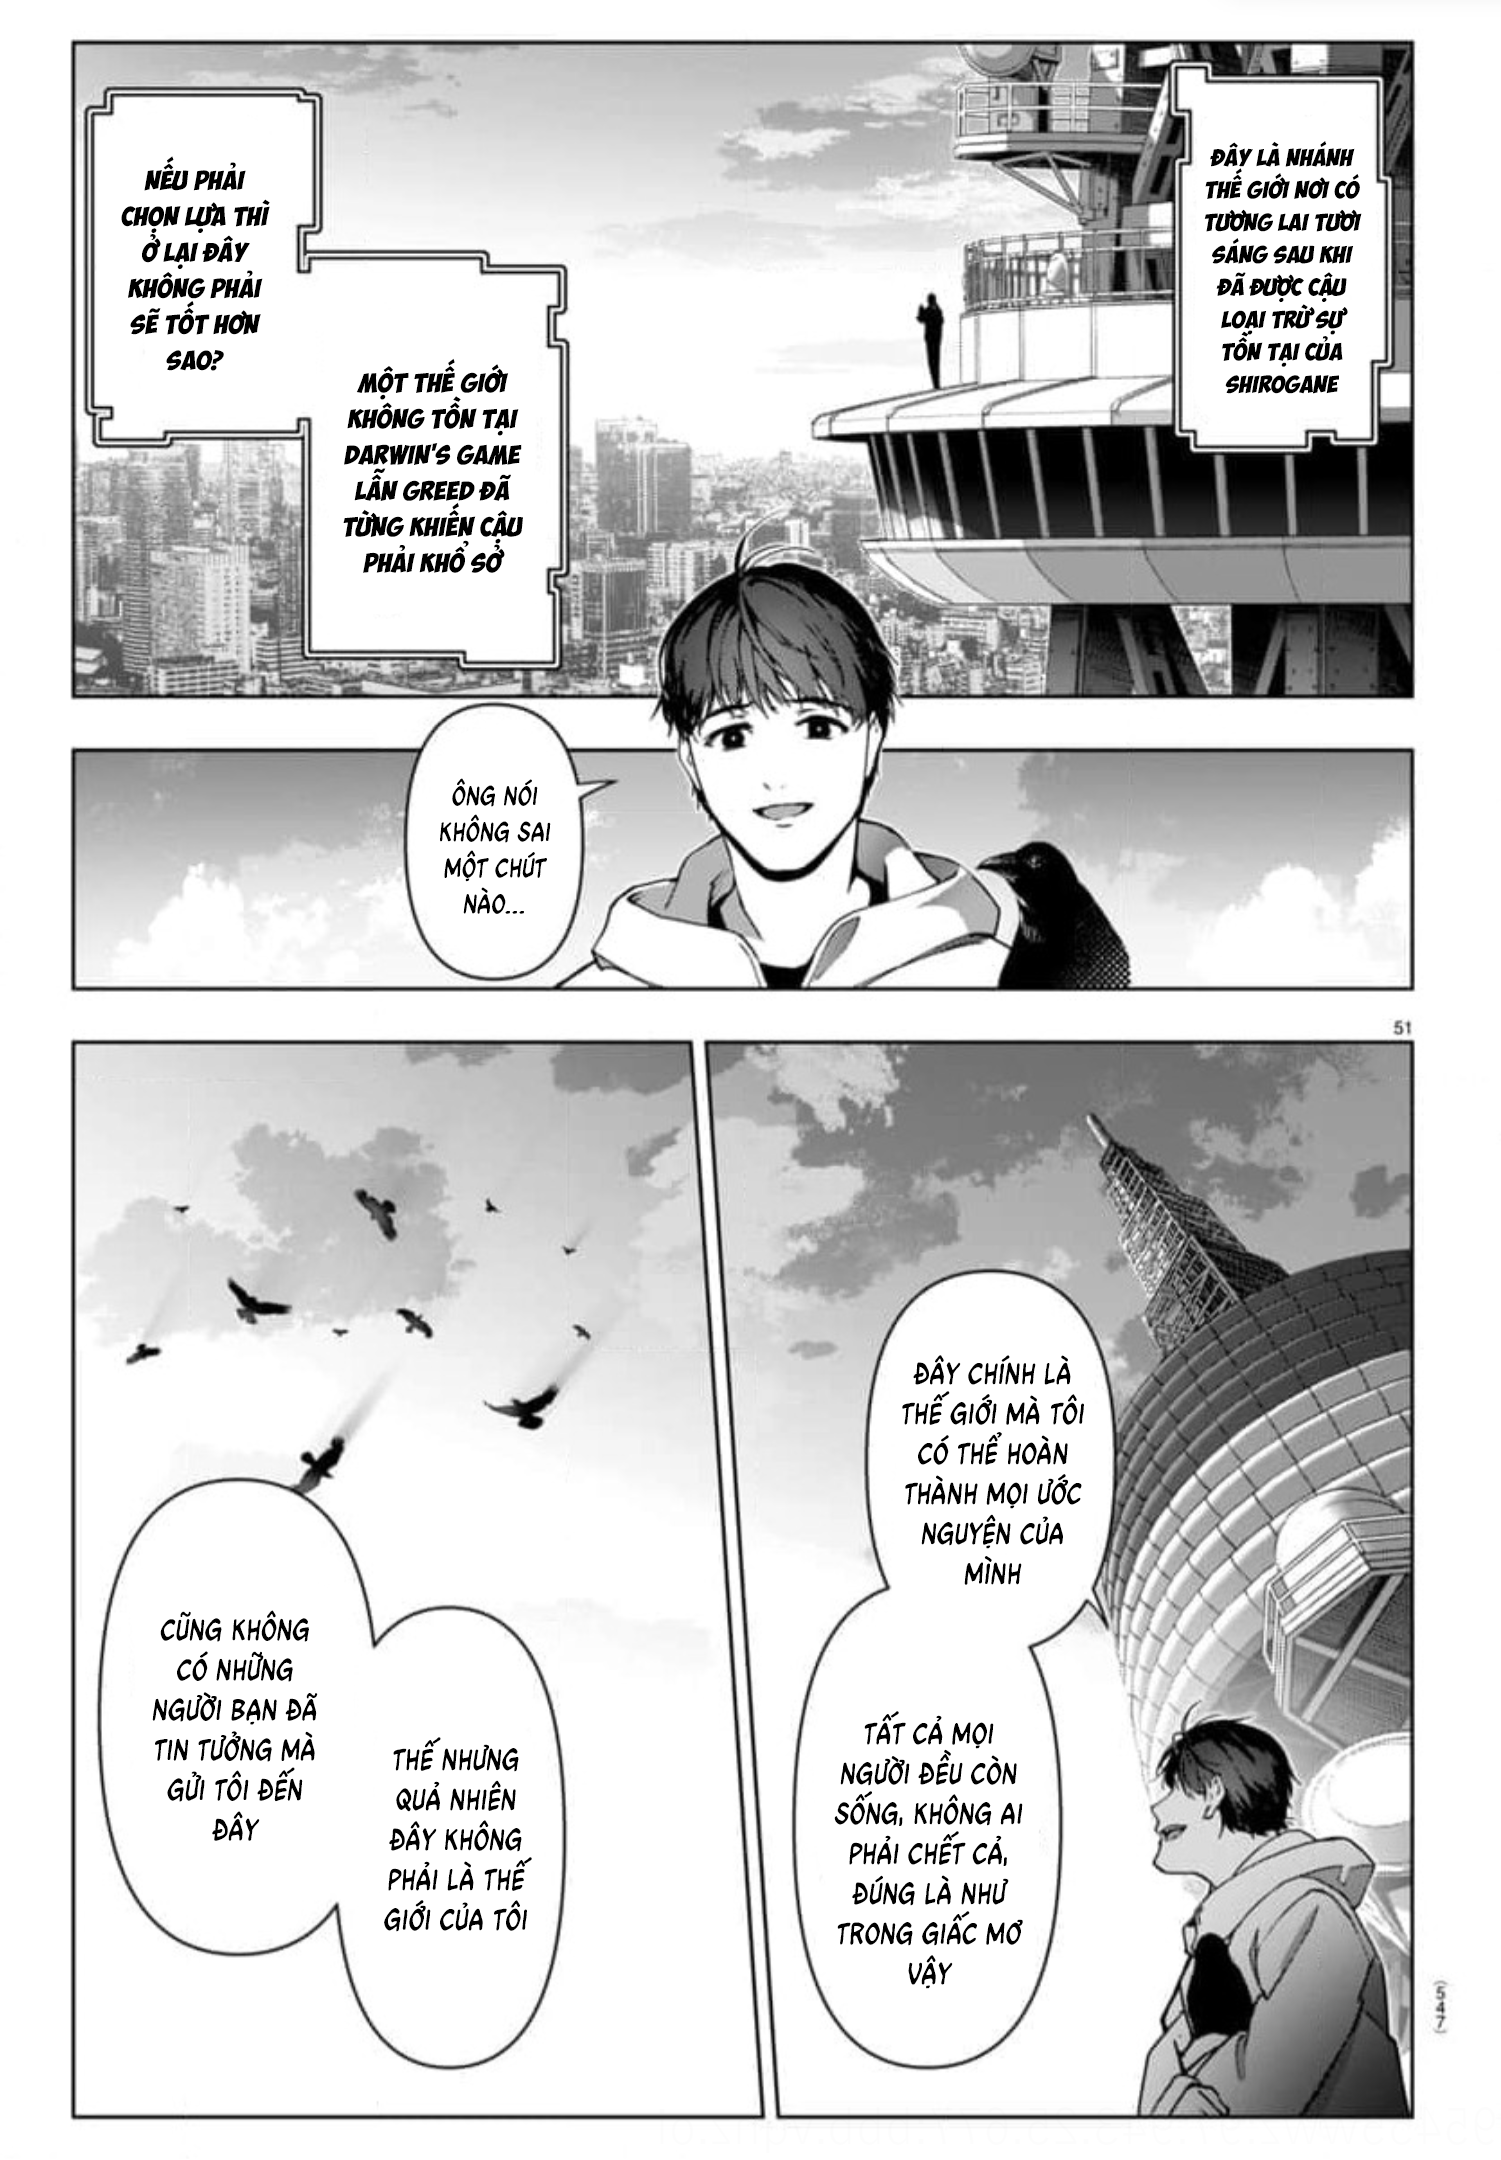 ĐÂY LÀ NHÁNH
THẾ GIỚI NƠI CÓ
TƯƠNG LAI TƯƠI
SÁNG SAU KHI
ĐÃ ĐƯỢC CẬU
LOẠI TRỪ SỰ
TỒN TẠI CỦA
SHIROGANE
MỘT THẾ GIỚI
KHÔNG TỒN TẠI
DARWIN'S GAME
LẪN GREED ĐÃ
TỪNG KHIẾN CẬU
PHẢI KHỔ SỞ
NẾU PHẢI
CHỌN LỰA THÌ
Ở LẠI ĐÂY
KHÔNG PHẢI
SẼ TỐT HƠN
SAO?
ÔNG NÓI
KHÔNG SAI
MỘT CHÚT
NÀO...
51
ĐÂY CHÍNH LÀ
THẾ GIỚI MÀ TÔI
CÓ THỂ HOÀN
THÀNH MỌI ƯỚC
NGUYỆN CỦA
MÌNH
TẤT CẢ MỌI
NGƯỜI ĐỀU CÒN
SỐNG, KHÔNG AI
PHẢI CHẾT CẢ,
ĐÚNG LÀ NHƯ
TRONG GIẤC MƠ
VẬY
THẾ NHƯNG
QUẢ NHIÊN
ĐÂY KHÔNG
PHẢI LÀ THẾ
GIỚI CỦA TÔI
CŨNG KHÔNG
CÓ NHỮNG
NGƯỜI BẠN ĐÃ
TIN TƯỞNG MÀ
GỬI TÔI ĐẾN
ĐÂY
(547)